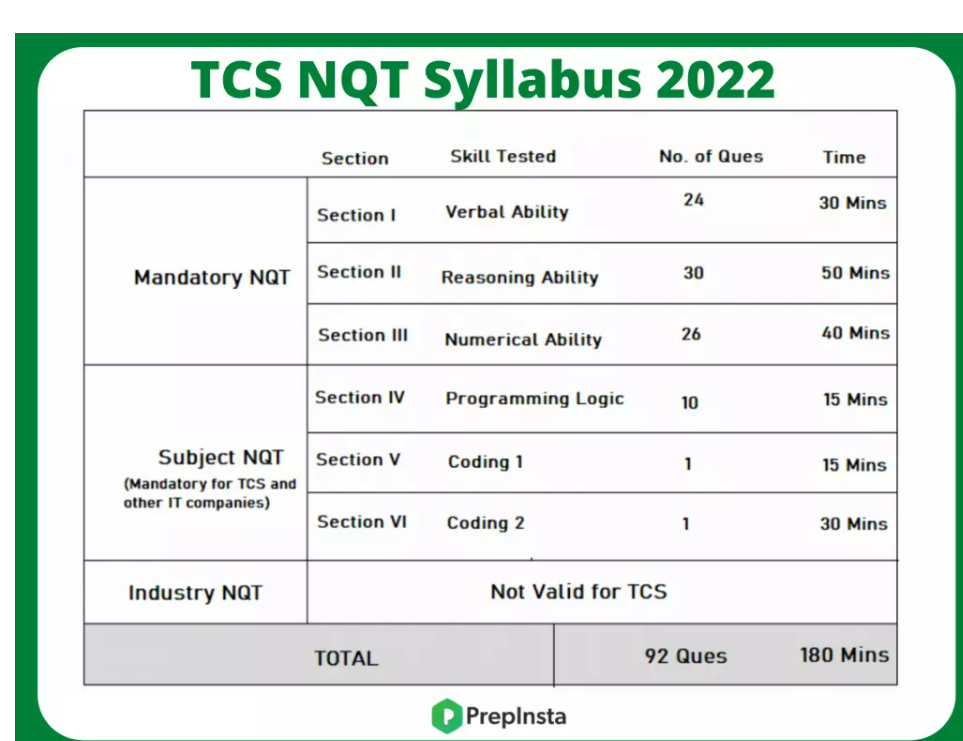 TCS NQT Syllabus 2022
Section Skill Tested No. of Ques Time
Mandatory NQT
Section I Verbal Ability 24 30 Mins
Section II Reasoning Ability 30 50 Mins
Section III Numerical Ability 26 40 Mins
Subject NQT
(Mandatory for TCS and
other IT companies)
Section IV Programming Logic 10 15 Mins
Section V Coding 1 1 15 Mins
Section VI Coding 2 1 30 Mins
Industry NQT Not Valid for TCS
TOTAL 92 Ques 180 Mins
PrepInsta